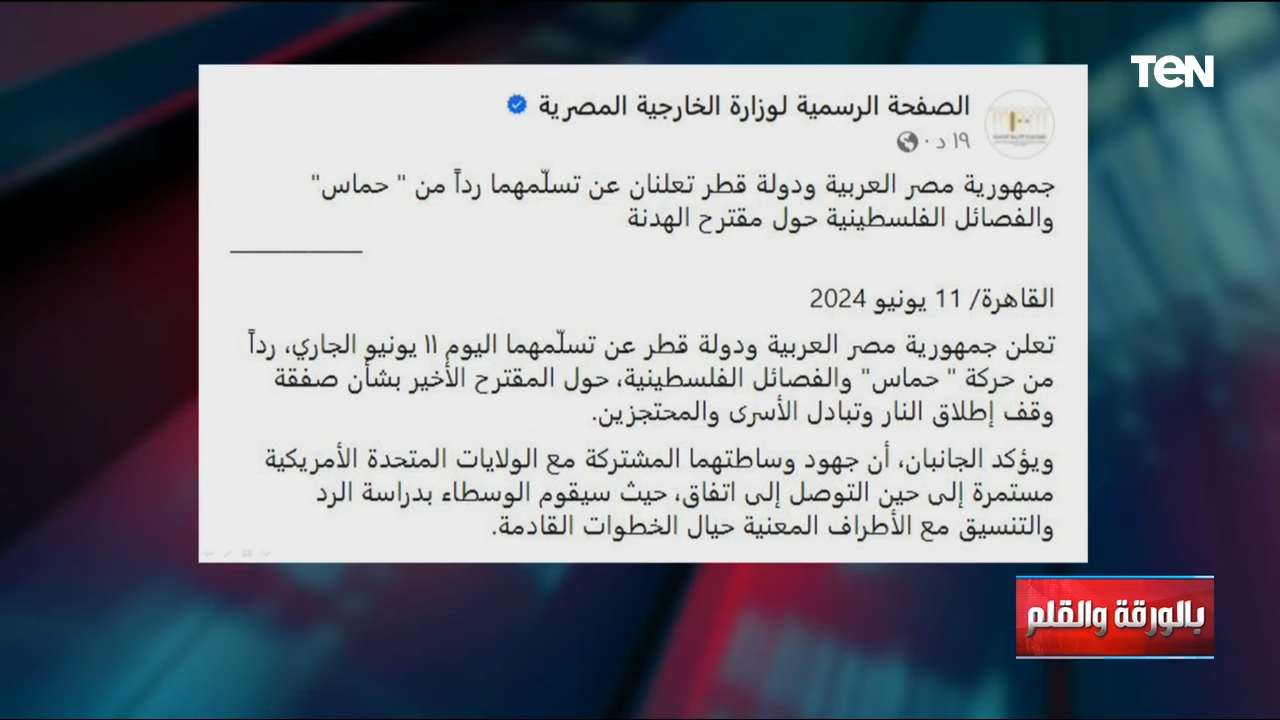 TEN
الصفحة الرسمية لوزارة الخارجية المصرية
١٩ د ·
جمهورية مصر العربية ودولة قطر تعلنان عن تسلّمهما رداً من " حماس"
والفصائل الفلسطينية حول مقترح الهدنة
القاهرة/ 11 يونيو 2024
تعلن جمهورية مصر العربية ودولة قطر عن تسلّمهما اليوم ١١ يونيو الجاري، رداً
من حركة " حماس" والفصائل الفلسطينية، حول المقترح الأخير بشأن صفقة
وقف إطلاق النار وتبادل الأسرى والمحتجزين.
ويؤكد الجانبان، أن جهود وساطتهما المشتركة مع الولايات المتحدة الأمريكية
مستمرة إلى حين التوصل إلى اتفاق، حيث سيقوم الوسطاء بدراسة الرد
والتنسيق مع الأطراف المعنية حيال الخطوات القادمة.
بالورقة والقلم